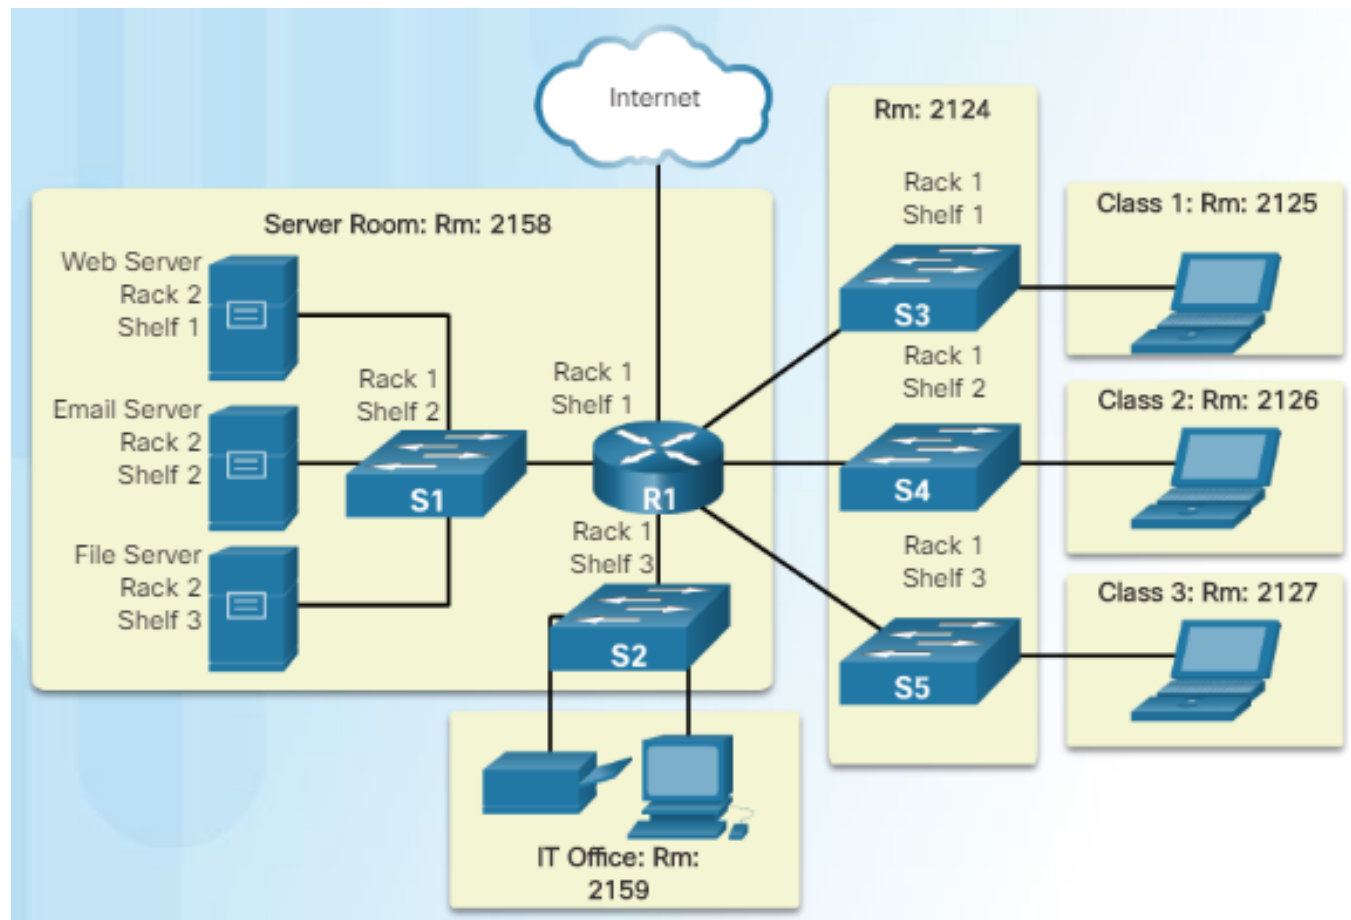 Internet
Server Room: Rm: 2158
Web Server
Rack 2
Shelf 1
Email Server
Rack 2
Shelf 2
File Server
Rack 2
Shelf 3
Rack 1
Shelf 2
S1
Rack 1
Shelf 1
R1
Rack 1
Shelf 3
S2
IT Office: Rm:
2159
Rm: 2124
Rack 1
Shelf 1
S3
Rack 1
Shelf 2
S4
Rack 1
Shelf 3
S5
Class 1: Rm: 2125
Class 2: Rm: 2126
Class 3: Rm: 2127